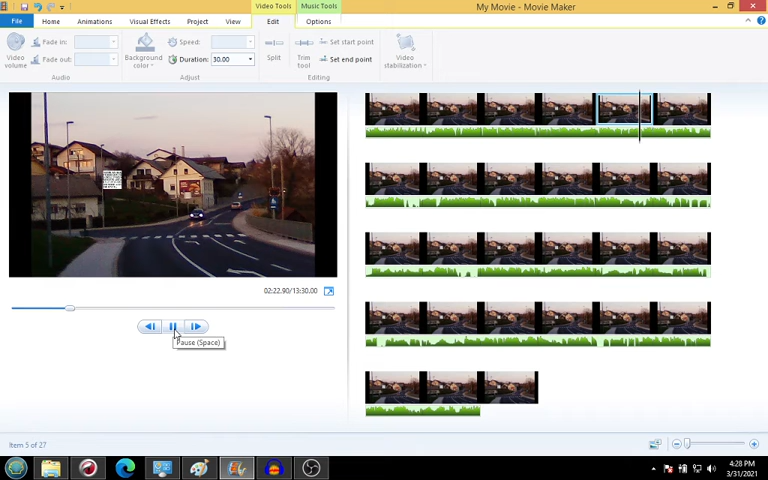 Video Tools
Music Tools
My Movie - Movie Maker
File
Home
Animations
Visual Effects
Project
View
Edit
Options
Video volume
Fade in:
Fade out:
Audio
Background color
Speed:
Duration: 30.00
Adjust
Split
Trim tool
Set start point
Set end point
Editing
Video stabilization
02:22.90/13:30.00
Pause (Space)
Item 5 of 27
4:28 PM
3/31/2021